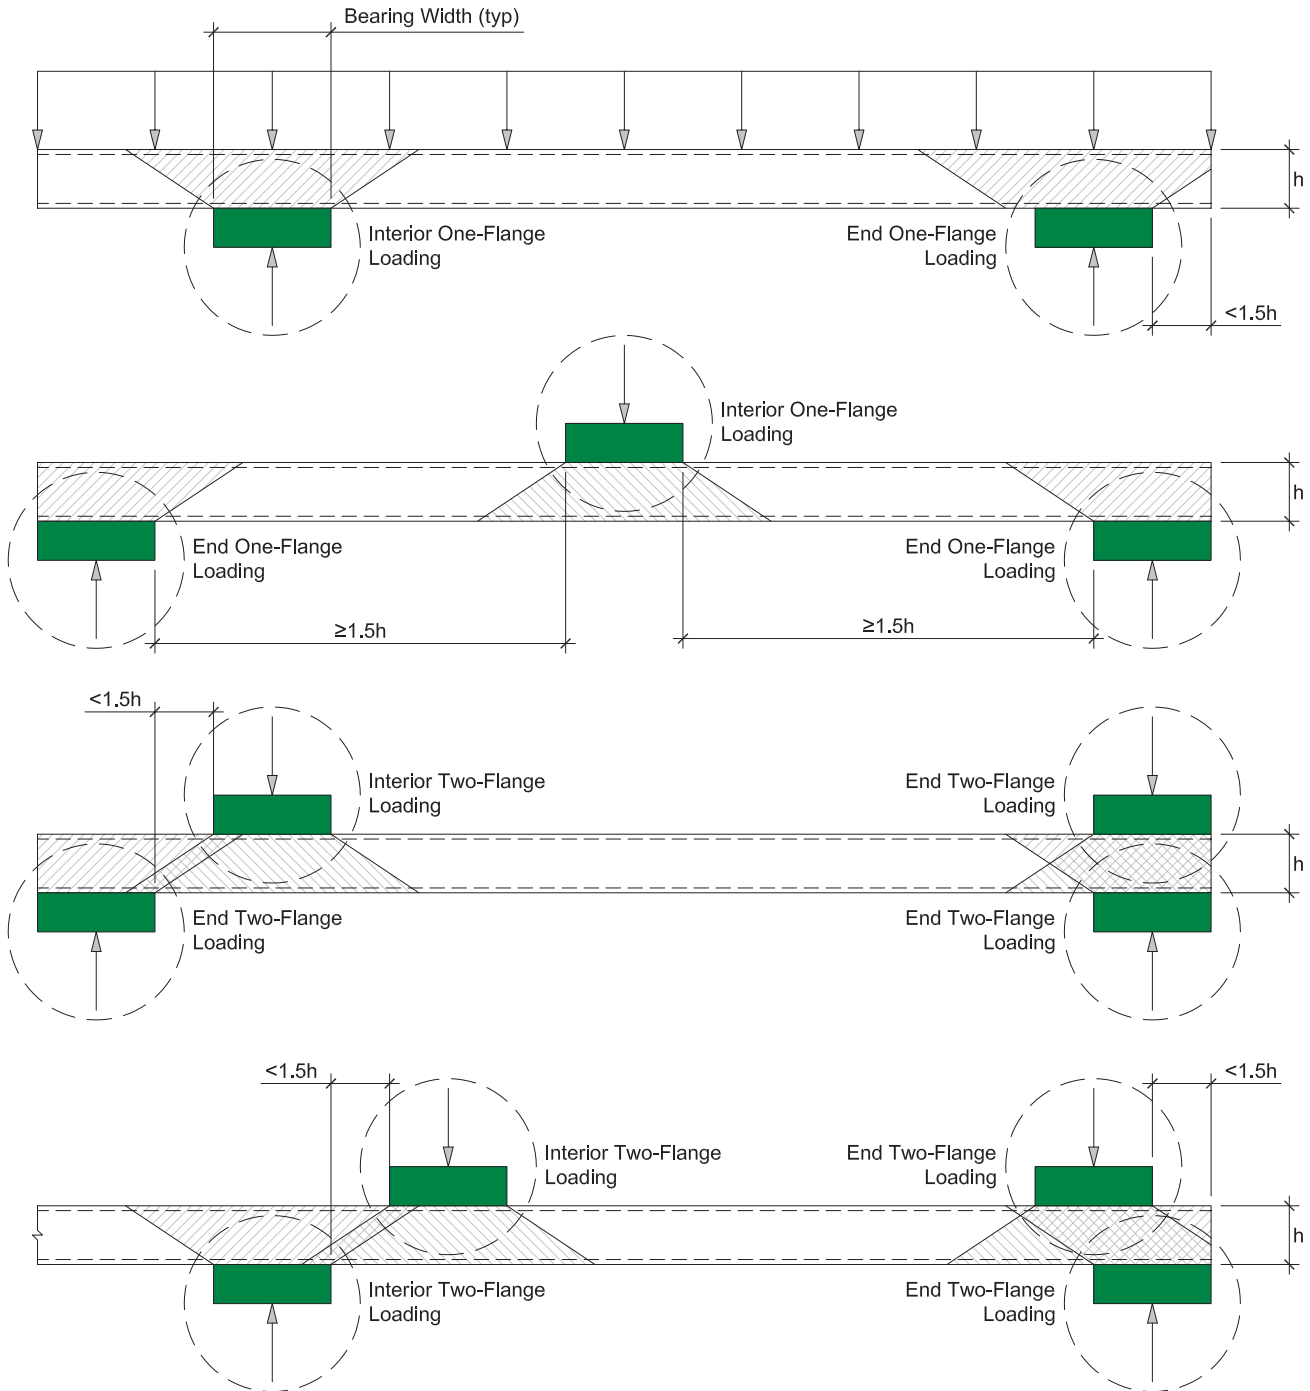 Bearing Width (typ)
h
Interior One-Flange
Loading
End One-Flange
Loading
<1.5h
Interior One-Flange
Loading
h
End One-Flange
Loading
End One-Flange
Loading
≥1.5h
≥1.5h
<1.5h
Interior Two-Flange
Loading
End Two-Flange
Loading
h
End Two-Flange
Loading
End Two-Flange
Loading
<1.5h
<1.5h
Interior Two-Flange
Loading
End Two-Flange
Loading
h
Interior Two-Flange
Loading
End Two-Flange
Loading